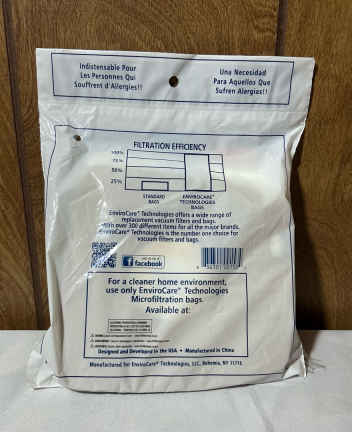 Indispensable Pour
Les Personnes Qui
Souffrent d'Allergies!!
Una Necesidad
Para Aquellos Que
Sufren Alergias!!
FILTRATION EFFICIENCY
100%
75%
50%
25%
STANDARD
BAGS
ENVIROCARE®
TECHNOLOGIES
BAGS
EnviroCare® Technologies offers a wide range of
replacement vacuum filters and bags.
With over 300 different items for all the major brands.
EnviroCare® Technologies is the number one choice for
vacuum filters and bags.
facebook
For a cleaner home environment,
use only EnviroCare® Technologies
Microfiltration bags
Available at:
Designed and Developed in the USA • Manufactured in China
Manufactured for EnviroCare® Technologies, LLC. Bohemia, NY 11716